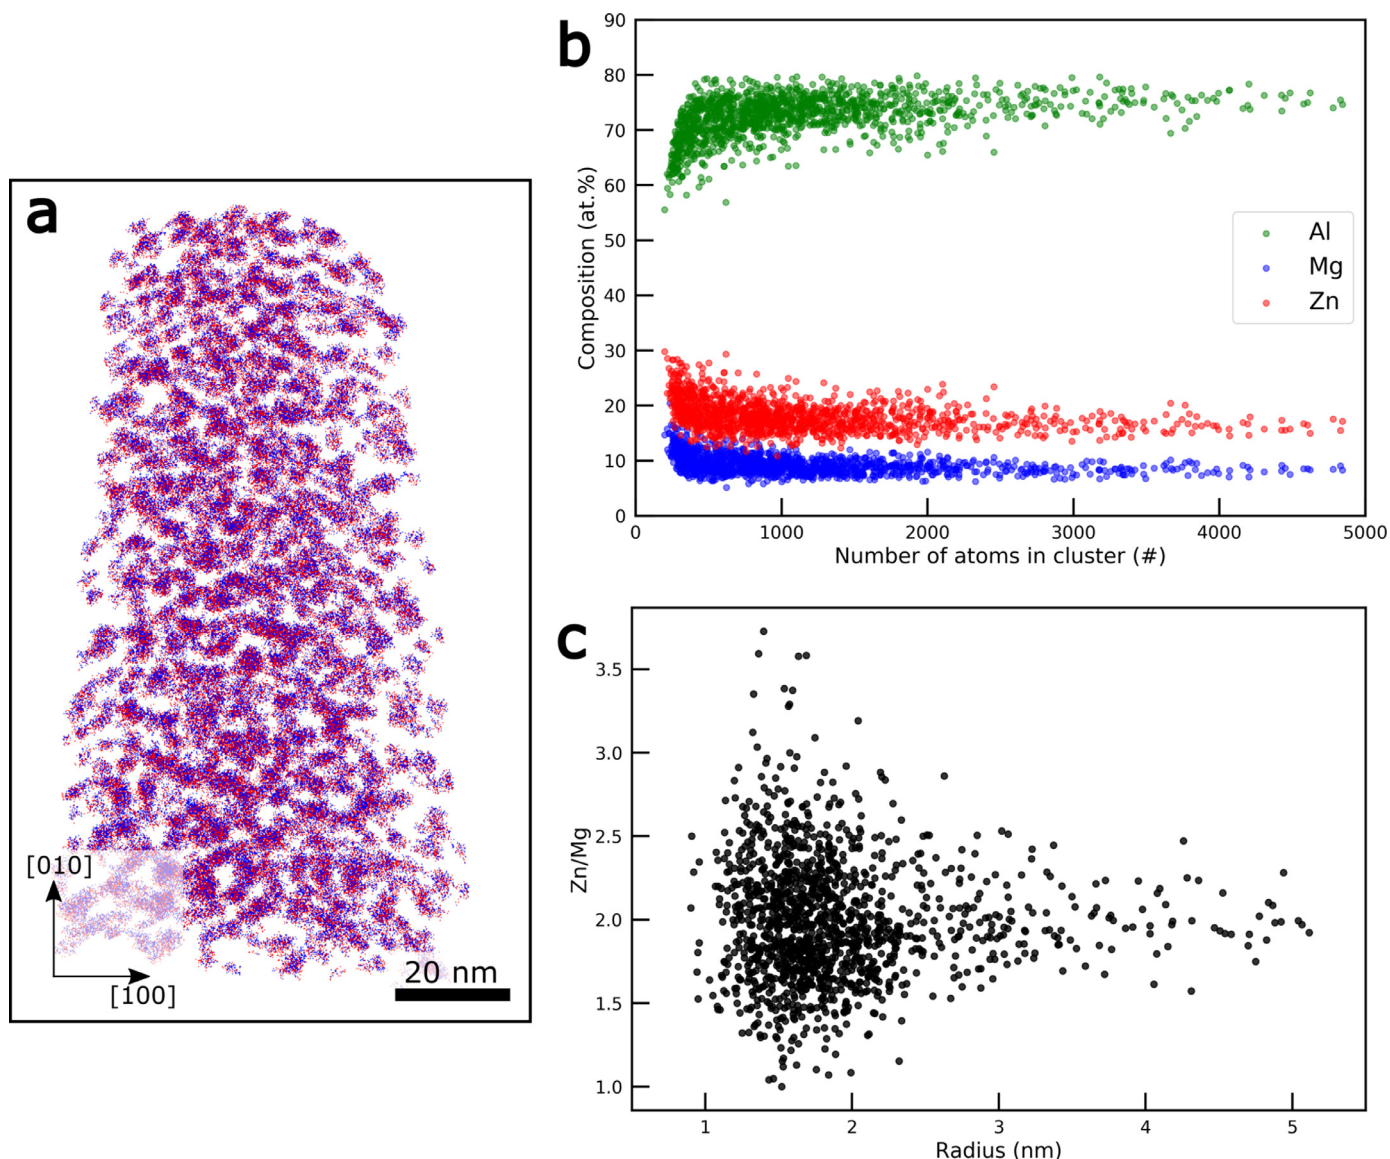 a
[010]
[100]
20 nm
b
90
80
70
60
50
40
30
20
10
0
Composition (at.%)
Al
Mg
Zn
0 1000 2000 3000 4000 5000
Number of atoms in cluster (#)
c
3.5
3.0
2.5
2.0
1.5
1.0
Zn/Mg
1 2 3 4 5
Radius (nm)